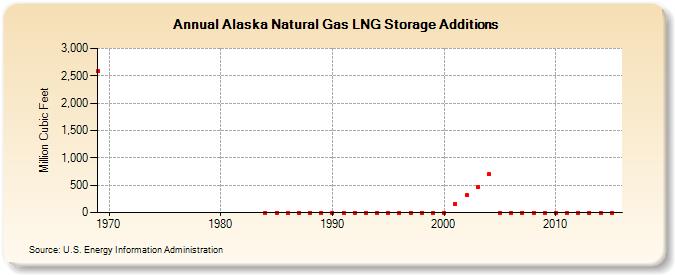 Annual Alaska Natural Gas LNG Storage Additions
Million Cubic Feet
3,000
2,500
2,000
1,500
1,000
500
0
1970 1980 1990 2000 2010
Source: U.S. Energy Information Administration